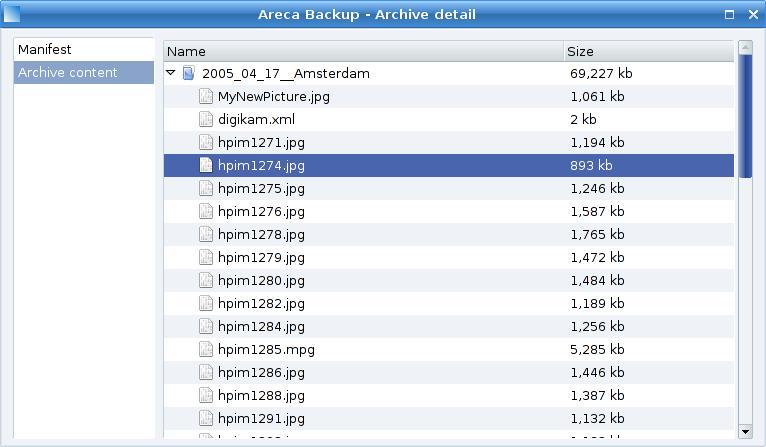 Areca Backup - Archive detail
Manifest
Archive content
Name Size
2005_04_17__Amsterdam 69,227 kb
MyNewPicture.jpg 1,061 kb
digikam.xml 2 kb
hpim1271.jpg 1,194 kb
hpim1274.jpg 893 kb
hpim1275.jpg 1,246 kb
hpim1276.jpg 1,587 kb
hpim1278.jpg 1,765 kb
hpim1279.jpg 1,472 kb
hpim1280.jpg 1,484 kb
hpim1282.jpg 1,189 kb
hpim1284.jpg 1,256 kb
hpim1285.mpg 5,285 kb
hpim1286.jpg 1,446 kb
hpim1288.jpg 1,387 kb
hpim1291.jpg 1,132 kb